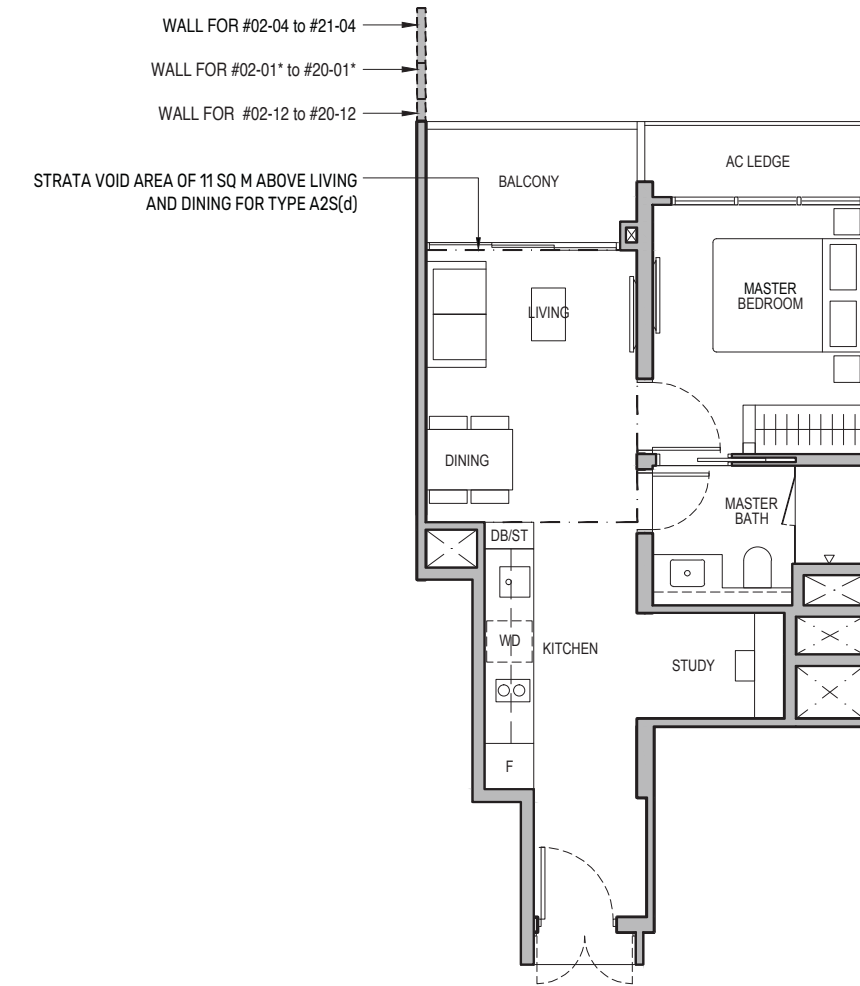 WALL FOR #02-04 to #21-04
WALL FOR #02-01* to #20-01*
WALL FOR #02-12 to #20-12
STRATA VOID AREA OF 11 SQ M ABOVE LIVING
AND DINING FOR TYPE A2S(d)
BALCONY
AC LEDGE
MASTER
BEDROOM
LIVING
DINING
MASTER
BATH
DB/ST
WD
KITCHEN
STUDY
F